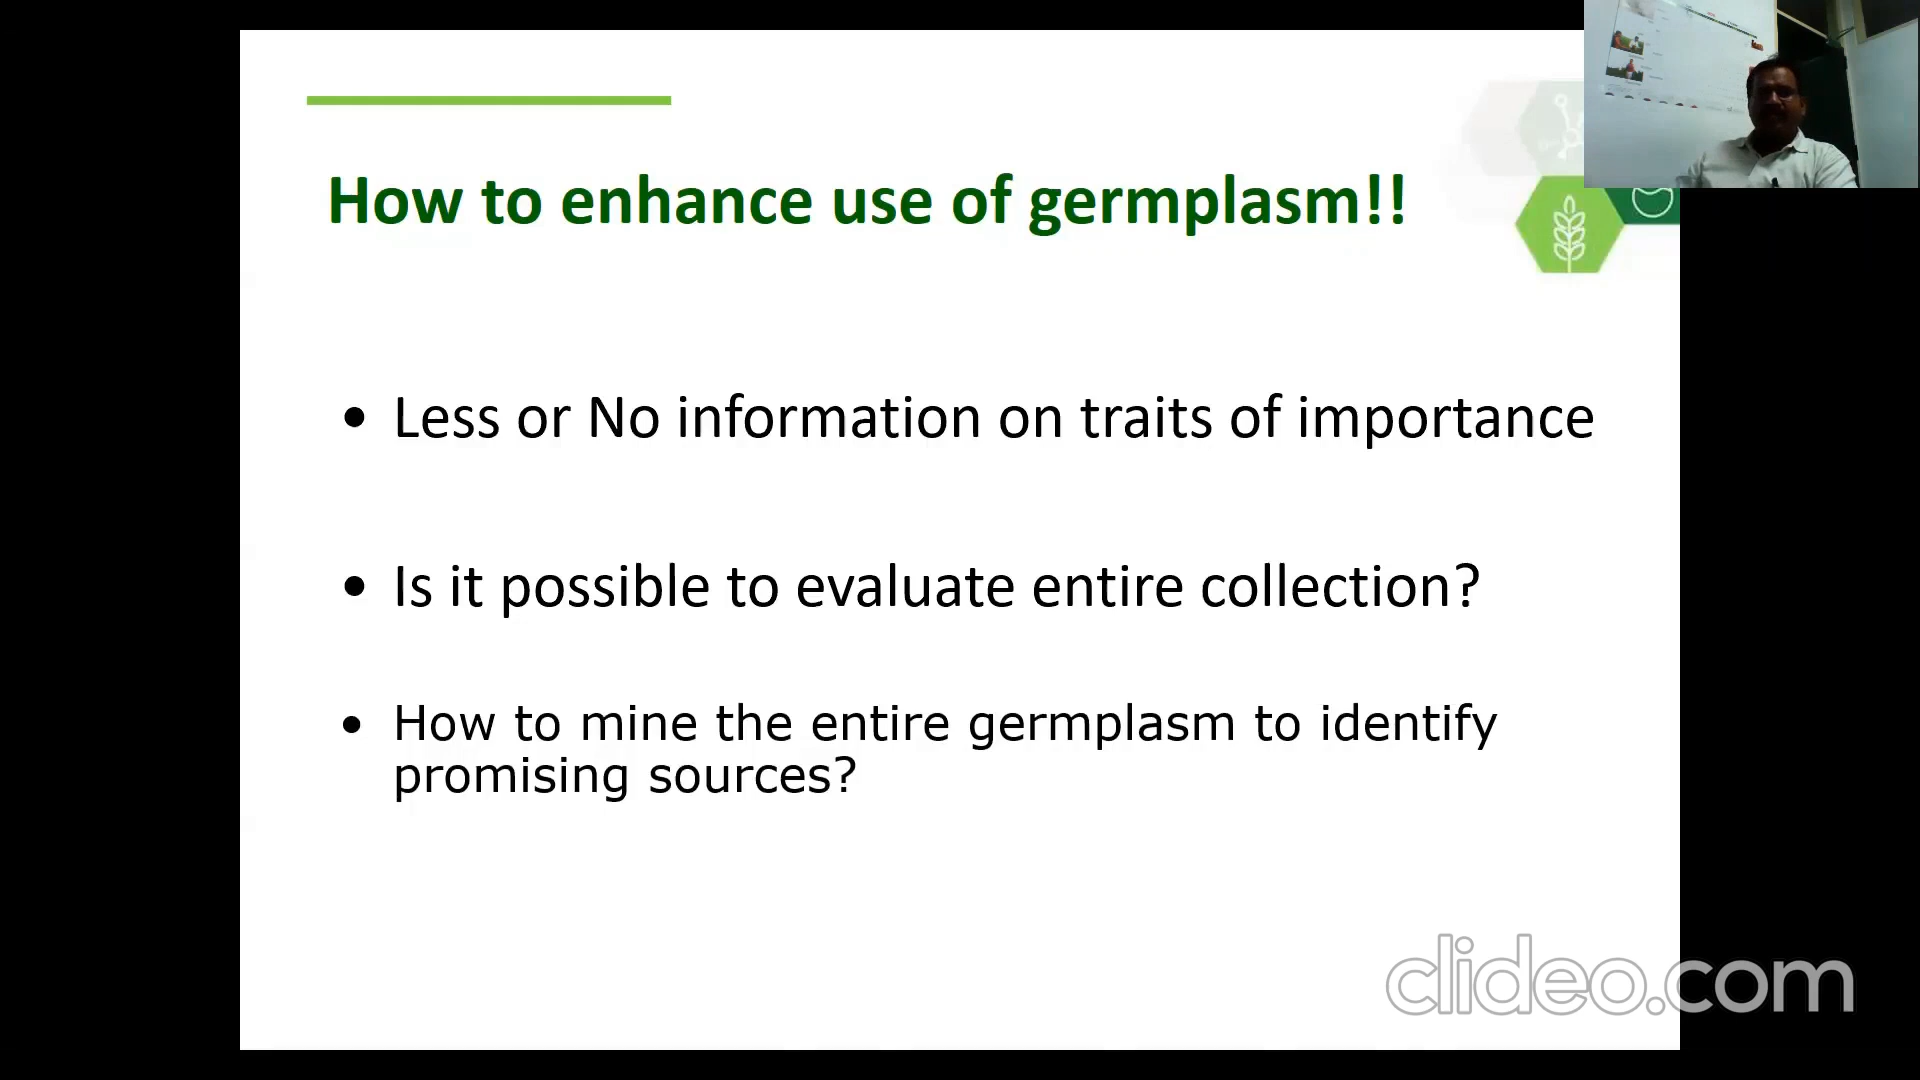 How to enhance use of germplasm!!
• Less or No information on traits of importance
• Is it possible to evaluate entire collection?
• How to mine the entire germplasm to identify
promising sources?
clideo.com